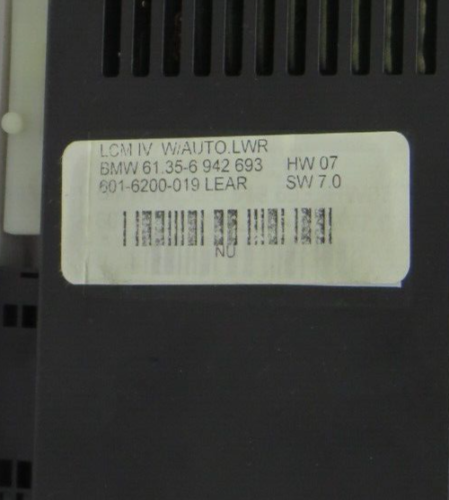 LCM IV W/AUTO.LWR
BMW 61.35-6 942 693 HW 07
601-6200-019 LEAR SW 7.0
NU